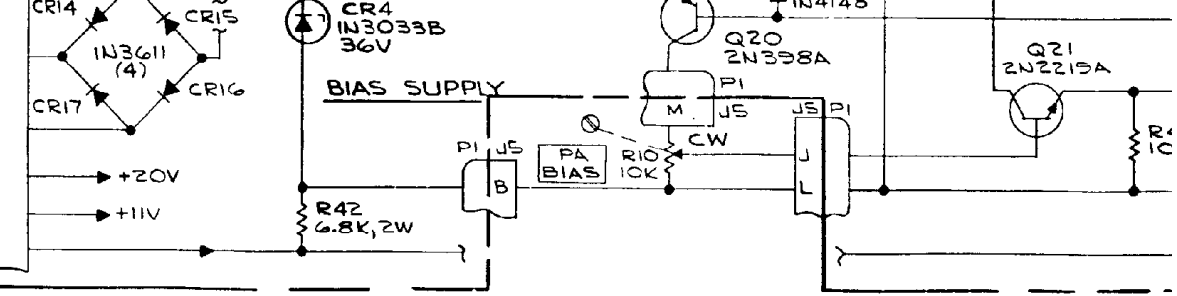 CR14
CR15
1N3611
(4)
CR17
CR16
+20V
+11V
CR4
1N3033B
36V
BIAS SUPPLY
R42
6.8K, 2W
P1 J5
B
PA
BIAS
R10
10K
CW
M
P1
J5
Q20
2N398A
1N4148
J5 P1
J
L
Q21
2N2219A